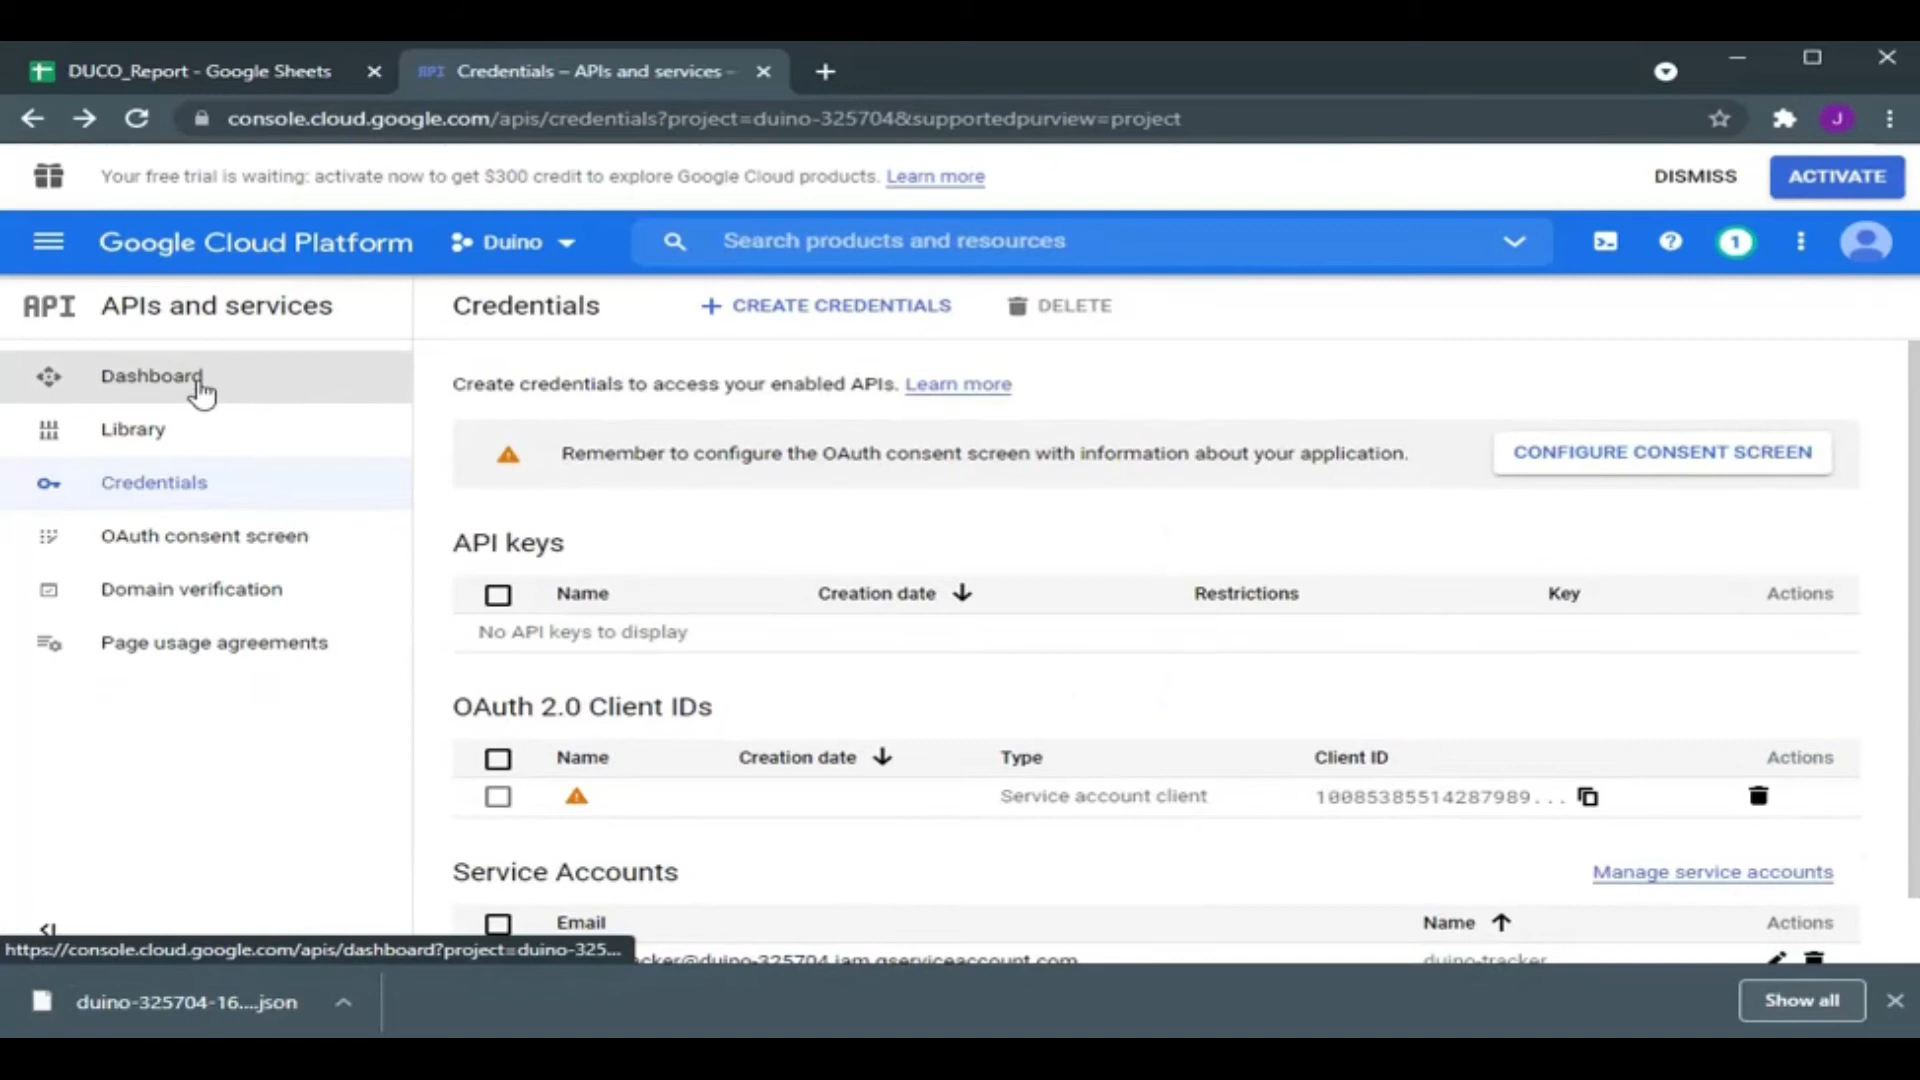 DUCO_Report - Google Sheets
API Credentials – APIs and services -
console.cloud.google.com/apis/credentials?project=duino-325704&supportedpurview=project
J
Your free trial is waiting: activate now to get $300 credit to explore Google Cloud products. Learn more
DISMISS
ACTIVATE
Google Cloud Platform
Duino
Search products and resources
1
API APIs and services
Credentials
CREATE CREDENTIALS
DELETE
Dashboard
Library
Credentials
OAuth consent screen
Domain verification
Page usage agreements
Create credentials to access your enabled APIs. Learn more
Remember to configure the OAuth consent screen with information about your application.
CONFIGURE CONSENT SCREEN
API keys
Name Creation date Restrictions Key Actions
No API keys to display
OAuth 2.0 Client IDs
Name Creation date Type Client ID Actions
Service account client 10085385514287989...
Service Accounts
Manage service accounts
Email Name Actions
cker@duino-325704.iam.gserviceaccount.com duino-tracker
https://console.cloud.google.com/apis/dashboard?project=duino-325...
duino-325704-16....json
Show all